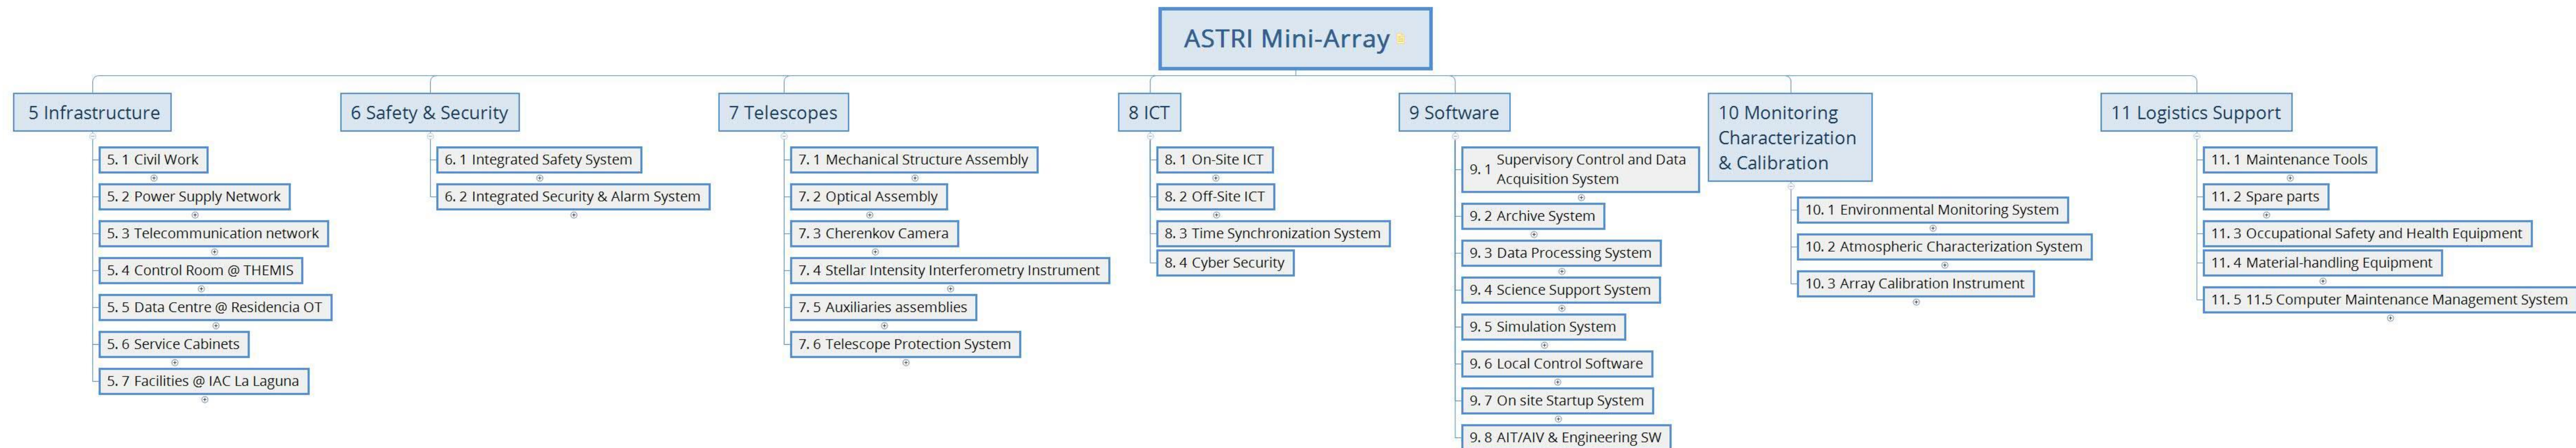 ASTRI Mini-Array
5 Infrastructure
5. 1 Civil Work
5. 2 Power Supply Network
5. 3 Telecommunication network
5. 4 Control Room @ THEMIS
5. 5 Data Centre @ Residencia OT
5. 6 Service Cabinets
5. 7 Facilities @ IAC La Laguna
6 Safety & Security
6. 1 Integrated Safety System
6. 2 Integrated Security & Alarm System
7 Telescopes
7. 1 Mechanical Structure Assembly
7. 2 Optical Assembly
7. 3 Cherenkov Camera
7. 4 Stellar Intensity Interferometry Instrument
7. 5 Auxiliaries assemblies
7. 6 Telescope Protection System
8 ICT
8. 1 On-Site ICT
8. 2 Off-Site ICT
8. 3 Time Synchronization System
8. 4 Cyber Security
9 Software
9. 1 Supervisory Control and Data
Acquisition System
9. 2 Archive System
9. 3 Data Processing System
9. 4 Science Support System
9. 5 Simulation System
9. 6 Local Control Software
9. 7 On site Startup System
9. 8 AIT/AIV & Engineering SW
10 Monitoring
Characterization
& Calibration
10. 1 Environmental Monitoring System
10. 2 Atmospheric Characterization System
10. 3 Array Calibration Instrument
11 Logistics Support
11. 1 Maintenance Tools
11. 2 Spare parts
11. 3 Occupational Safety and Health Equipment
11. 4 Material-handling Equipment
11. 5 11.5 Computer Maintenance Management System